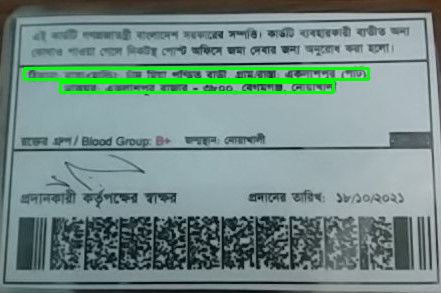 এই কার্ডটি গণপ্রজাতন্ত্রী বাংলাদেশ সরকারের সম্পত্তি। কার্ডটি ব্যবহারকারী ব্যতীত অন্য
কোথাও পাওয়া গেলে নিকটস্থ পোস্ট অফিসে জমা দেবার জন্য অনুরোধ করা হলো।
ঠিকানা: বাসা/হোল্ডিং: মিয়া পন্ডিত বাড়ী, গ্রাম/রাস্তা: একলাশপুর
ডাকঘর: একলাশপুর বাজার - ৩৮০০, বেগমগঞ্জ, নোয়াখালী
রক্তের গ্রুপ / Blood Group: B+ জন্মস্থান: নোয়াখালী
প্রদানকারী কর্তৃপক্ষের স্বাক্ষর প্রদানের তারিখ: ১৮/১০/২০২১